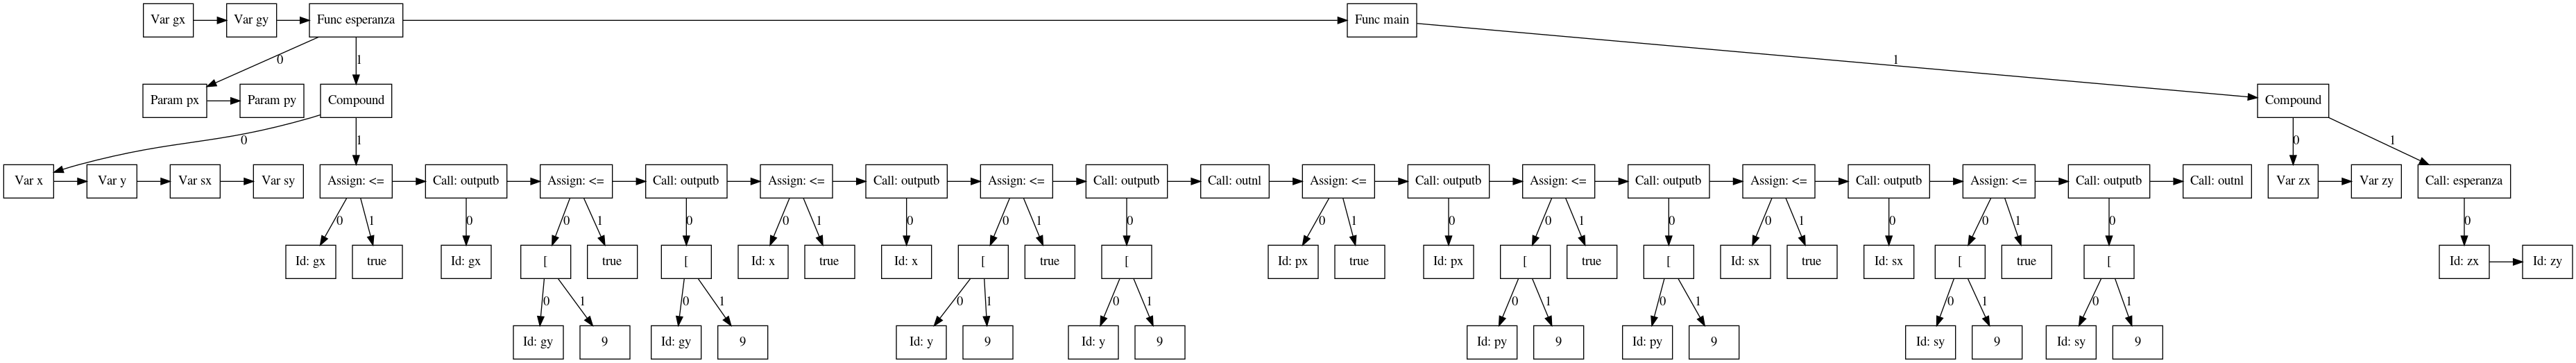 Var gx
Var gy
Func esperanza
Func main
0
1
1
Param px
Param py
Compound
Compound
0
1
0
1
Var x
Var y
Var sx
Var sy
Assign: <=
Call: outputb
Assign: <=
Call: outputb
Assign: <=
Call: outputb
Assign: <=
Call: outputb
Call: outnl
Assign: <=
Call: outputb
Assign: <=
Call: outputb
Assign: <=
Call: outputb
Assign: <=
Call: outputb
Call: outnl
Var zx
Var zy
Call: esperanza
0
1
0
0
1
0
0
1
0
0
1
0
0
1
0
0
1
0
0
1
0
0
1
0
0
Id: gx
true
Id: gx
[
true
[
Id: x
true
Id: x
[
true
[
Id: px
true
Id: px
[
true
[
Id: sx
true
Id: sx
[
true
[
Id: zx
Id: zy
0
1
0
1
0
1
0
1
0
1
0
1
0
1
0
1
Id: gy
9
Id: gy
9
Id: y
9
Id: y
9
Id: py
9
Id: py
9
Id: sy
9
Id: sy
9